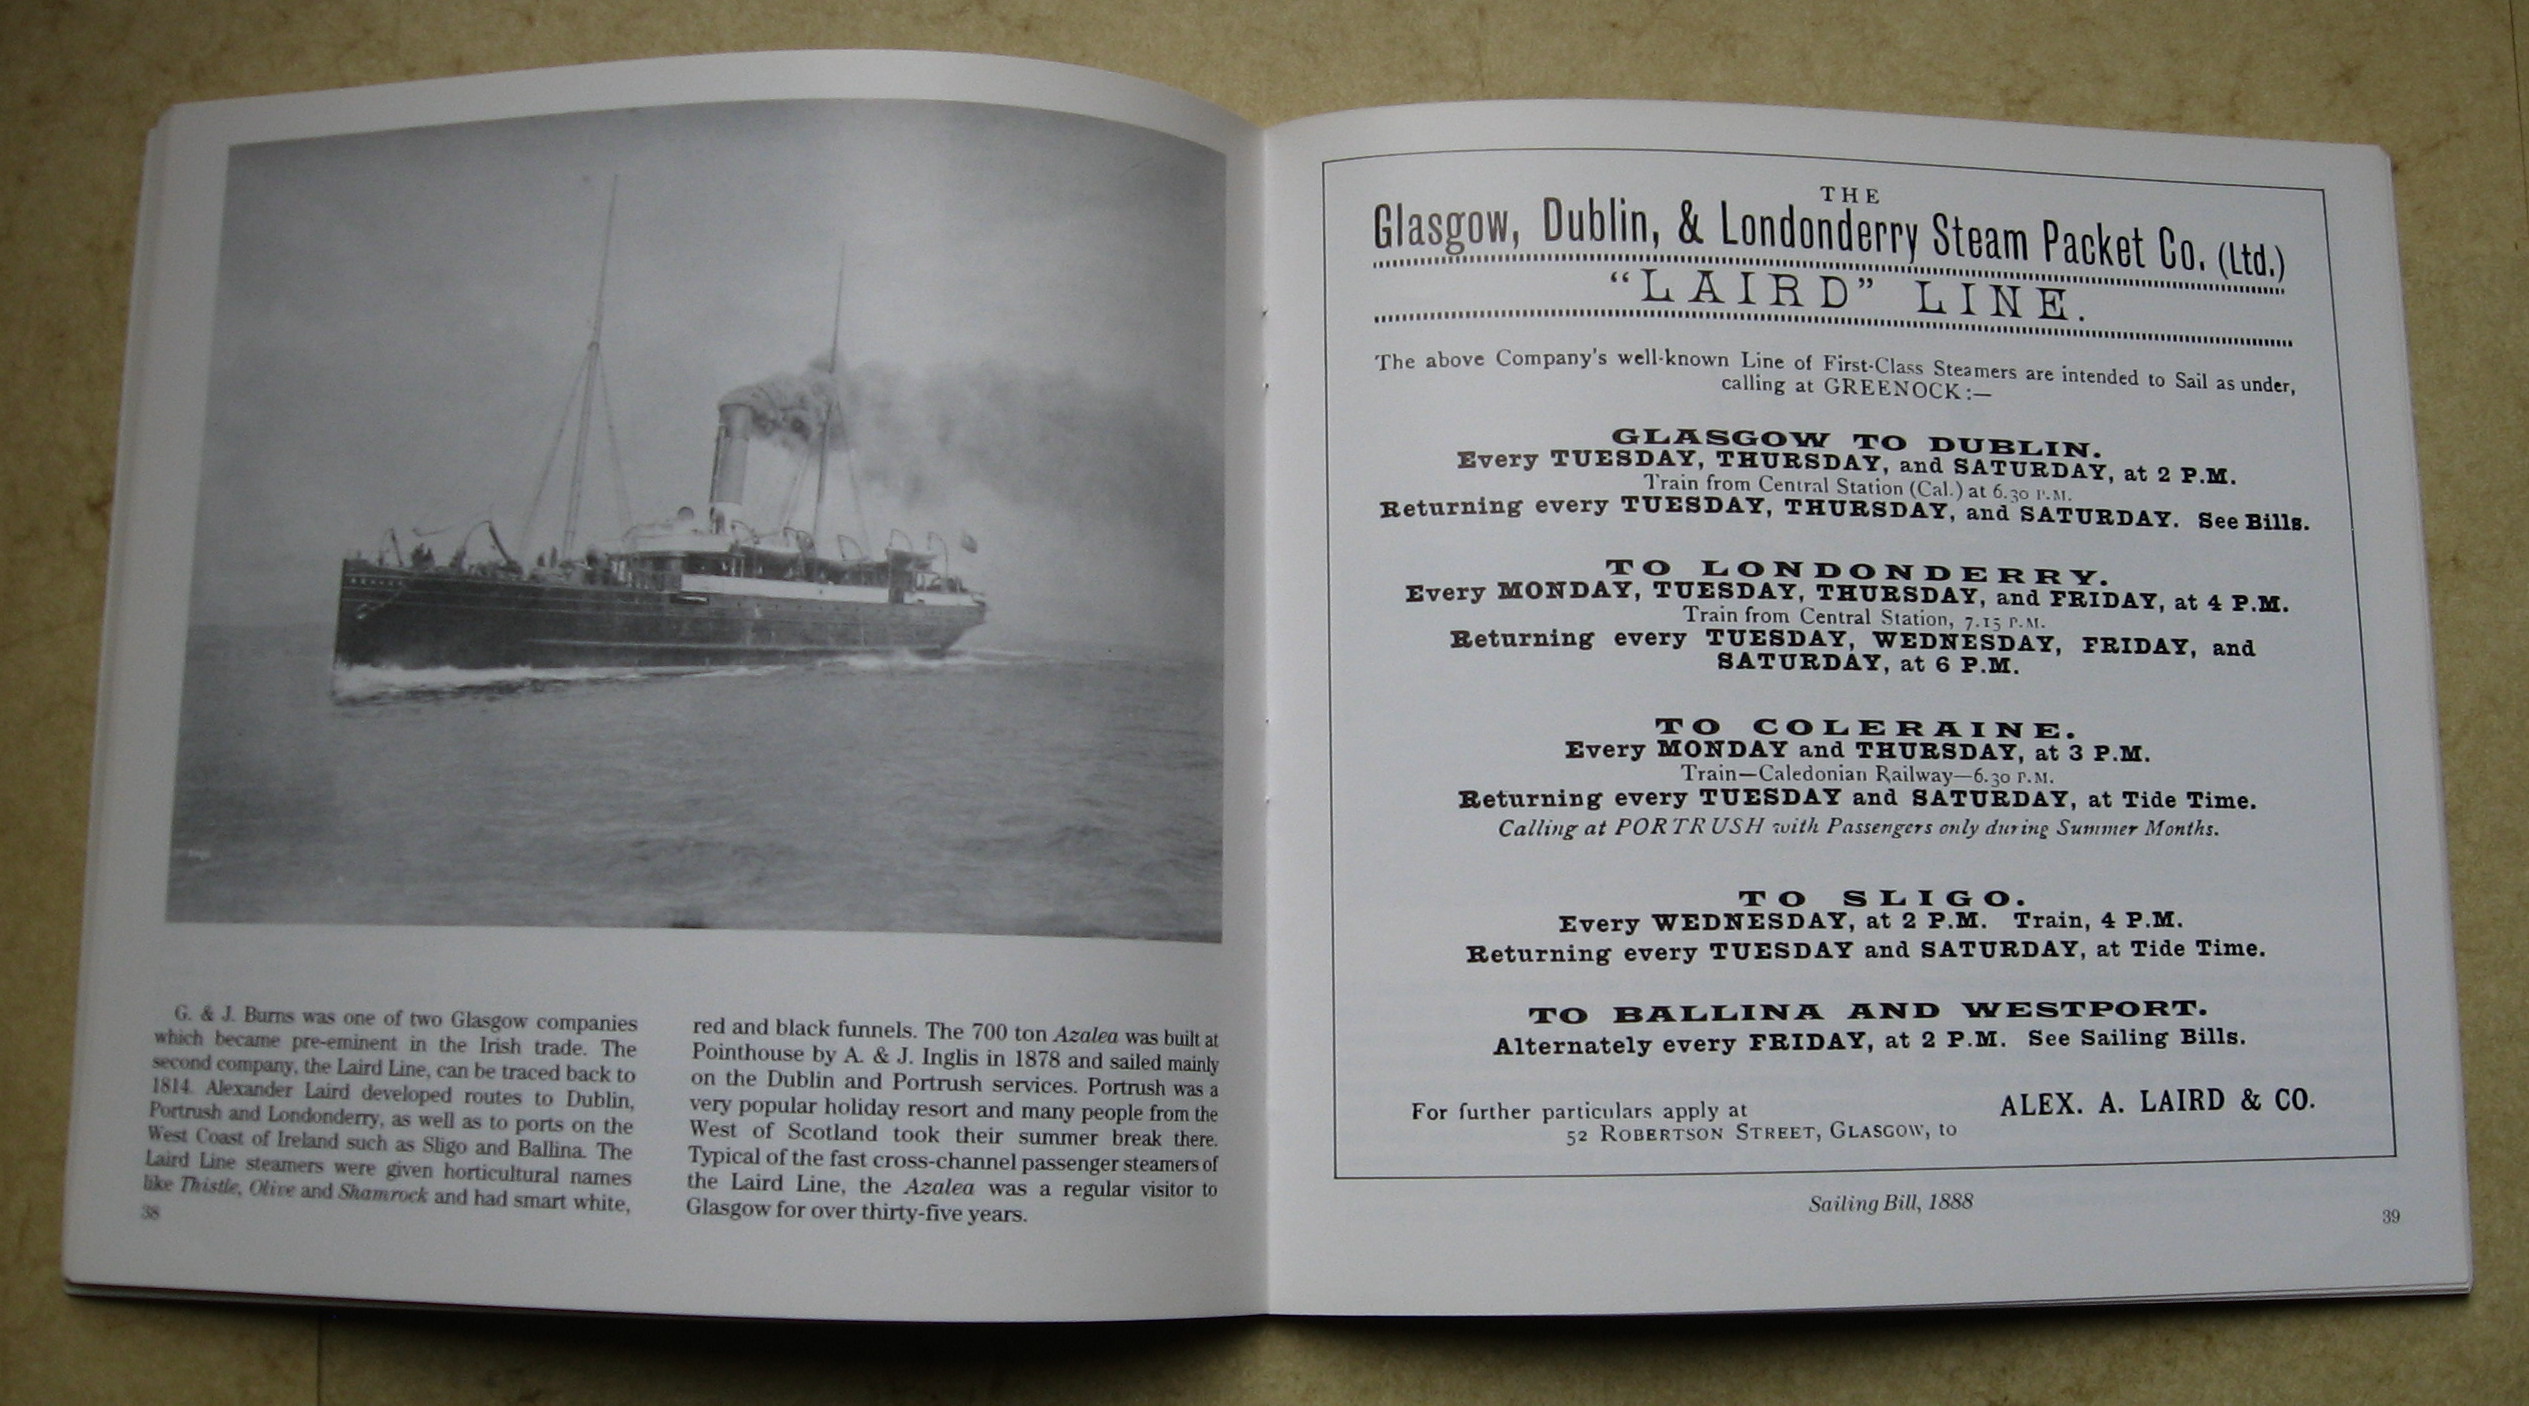 G. & J. Burns was one of two Glasgow companies
which became pre-eminent in the Irish trade. The
second company, the Laird Line, can be traced back to
1814. Alexander Laird developed routes to Dublin,
Portrush and Londonderry, as well as to ports on the
West Coast of Ireland such as Sligo and Ballina. The
Laird Line steamers were given horticultural names
like Thistle, Olive and Shamrock and had smart white,
38
red and black funnels. The 700 ton Azalea was built at
Pointhouse by A. & J. Inglis in 1878 and sailed mainly
on the Dublin and Portrush services. Portrush was a
very popular holiday resort and many people from the
West of Scotland took their summer break there.
Typical of the fast cross-channel passenger steamers of
the Laird Line, the Azalea was a regular visitor to
Glasgow for over thirty-five years.
THE
Glasgow, Dublin, & Londonderry Steam Packet Co. (Ltd.)
"LAIRD" LINE.
The above Company's well-known Line of First-Class Steamers are intended to Sail as under,
calling at GREENOCK:—
GLASGOW TO DUBLIN.
Every TUESDAY, THURSDAY, and SATURDAY, at 2 P.M.
Train from Central Station (Cal.) at 6.30 P.M.
Returning every TUESDAY, THURSDAY, and SATURDAY. See Bills.
TO LONDONDERRY.
Every MONDAY, TUESDAY, THURSDAY, and FRIDAY, at 4 P.M.
Train from Central Station, 7.15 P.M.
Returning every TUESDAY, WEDNESDAY, FRIDAY, and
SATURDAY, at 6 P.M.
TO COLERAINE.
Every MONDAY and THURSDAY, at 3 P.M.
Train—Caledonian Railway—6.30 P.M.
Returning every TUESDAY and SATURDAY, at Tide Time.
Calling at PORTRUSH with Passengers only during Summer Months.
TO SLIGO.
Every WEDNESDAY, at 2 P.M. Train, 4 P.M.
Returning every TUESDAY and SATURDAY, at Tide Time.
TO BALLINA AND WESTPORT.
Alternately every FRIDAY, at 2 P.M. See Sailing Bills.
For further particulars apply at
52 ROBERTSON STREET, GLASGOW, to
ALEX. A. LAIRD & CO.
Sailing Bill, 1888
39